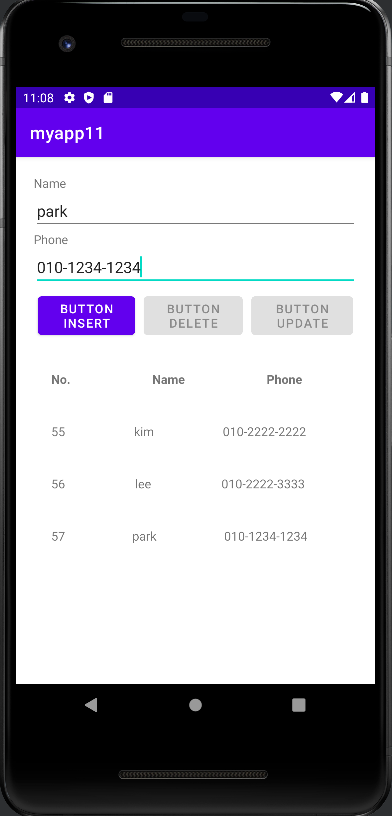 11:08
myapp11
Name
park
Phone
010-1234-1234
BUTTON
INSERT
BUTTON
DELETE
BUTTON
UPDATE
No. Name Phone
55 kim 010-2222-2222
56 lee 010-2222-3333
57 park 010-1234-1234